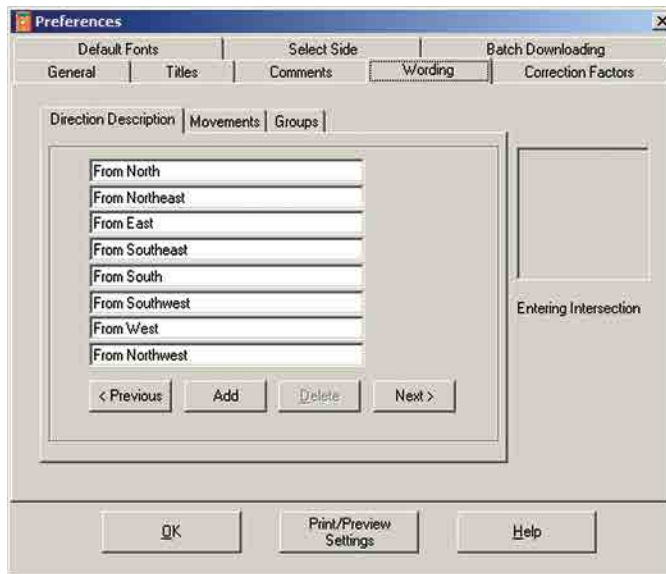 Preferences
Default Fonts Select Side Batch Downloading
General Titles Comments Wording Correction Factors
Direction Description Movements Groups
From North
From Northeast
From East
From Southeast
From South
From Southwest
From West
From Northwest
Entering Intersection
< Previous Add Delete Next >
OK Print/Preview Settings Help